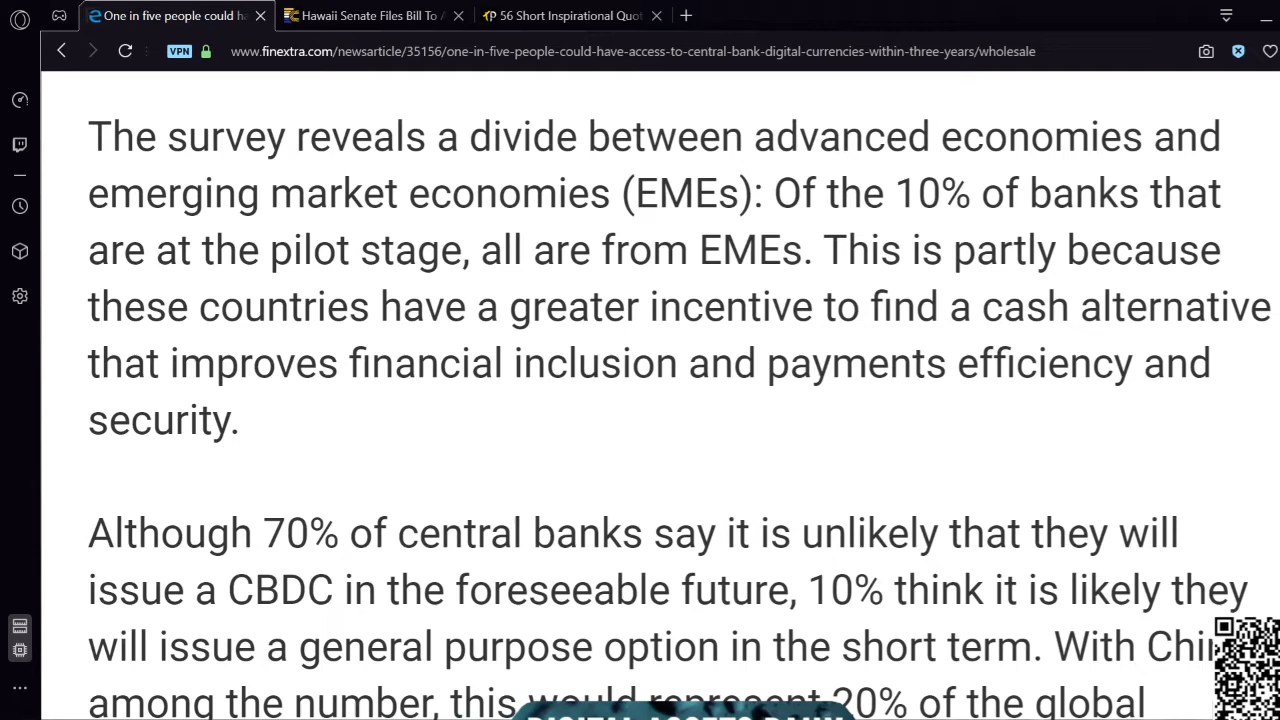 One in five people could ha
Hawaii Senate Files Bill To A
56 Short Inspirational Quot
VPN
www.finextra.com/newsarticle/35156/one-in-five-people-could-have-access-to-central-bank-digital-currencies-within-three-years/wholesale
The survey reveals a divide between advanced economies and
emerging market economies (EMEs): Of the 10% of banks that
are at the pilot stage, all are from EMEs. This is partly because
these countries have a greater incentive to find a cash alternative
that improves financial inclusion and payments efficiency and
security.
Although 70% of central banks say it is unlikely that they will
issue a CBDC in the foreseeable future, 10% think it is likely they
will issue a general purpose option in the short term. With Chin
among the number, this would represent 20% of the global
DIGITAL ASSETS